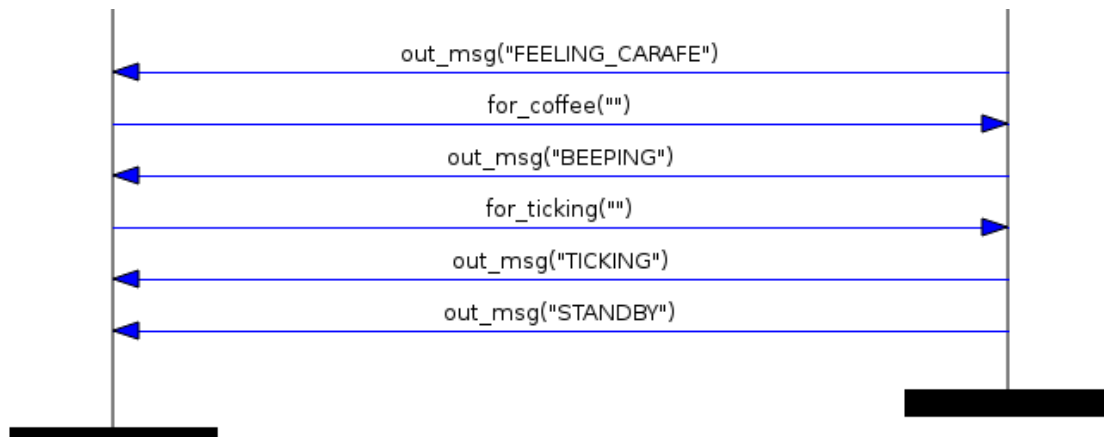 out_msg("FEELING_CARAFE")
for_coffee("")
out_msg("BEEPING")
for_ticking("")
out_msg("TICKING")
out_msg("STANDBY")